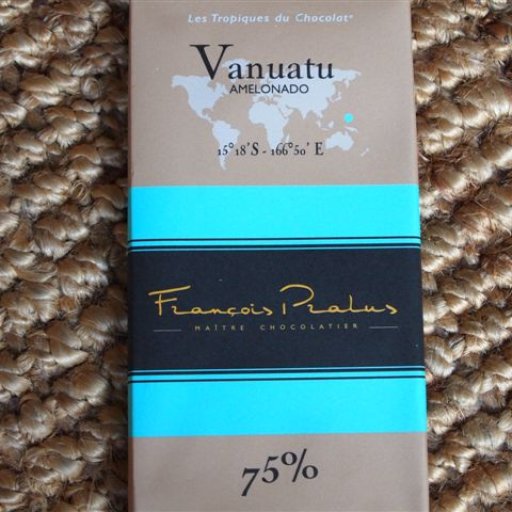 Les Tropiques du Chocolat®
Vanuatu
AMELONADO
15°18'S - 166°50' E
François Pralus
MAÎTRE CHOCOLATIER
75%